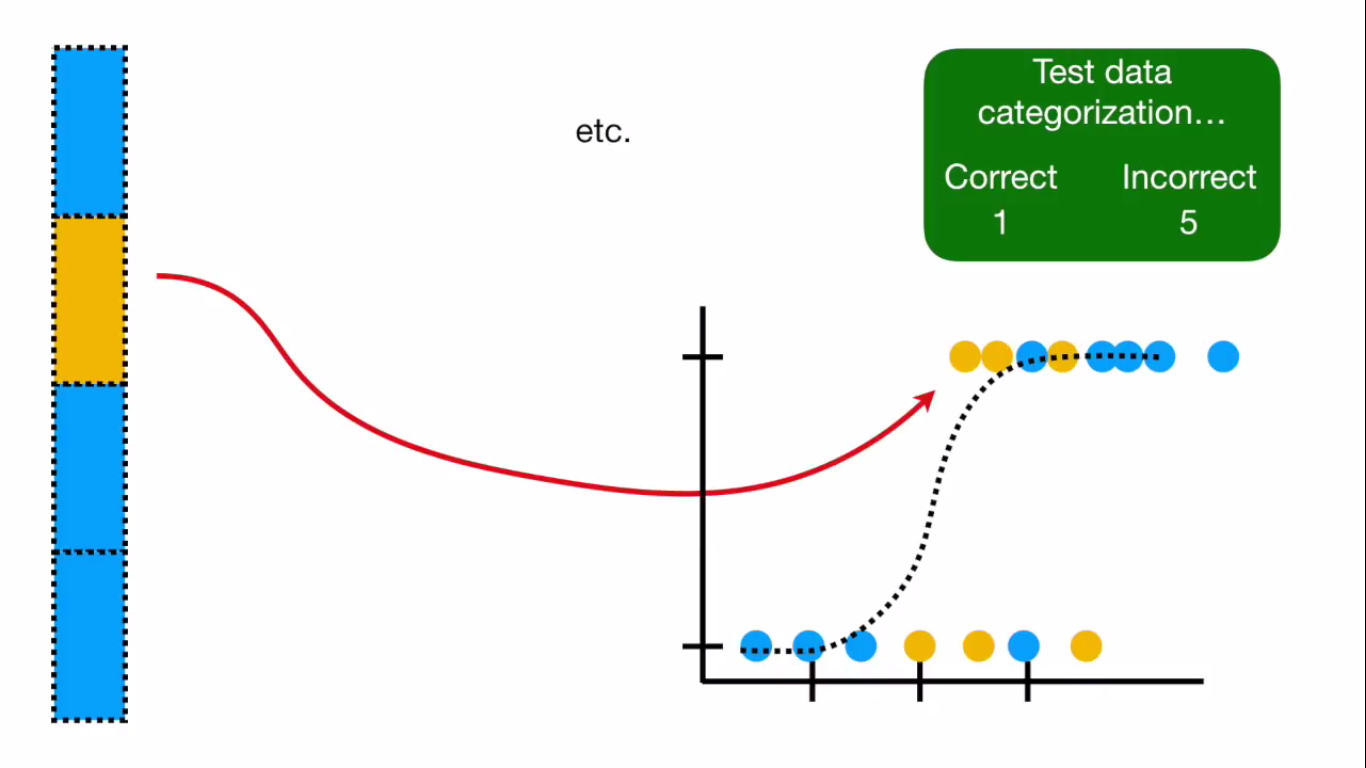 etc.
Test data
categorization…
Correct Incorrect
1 5